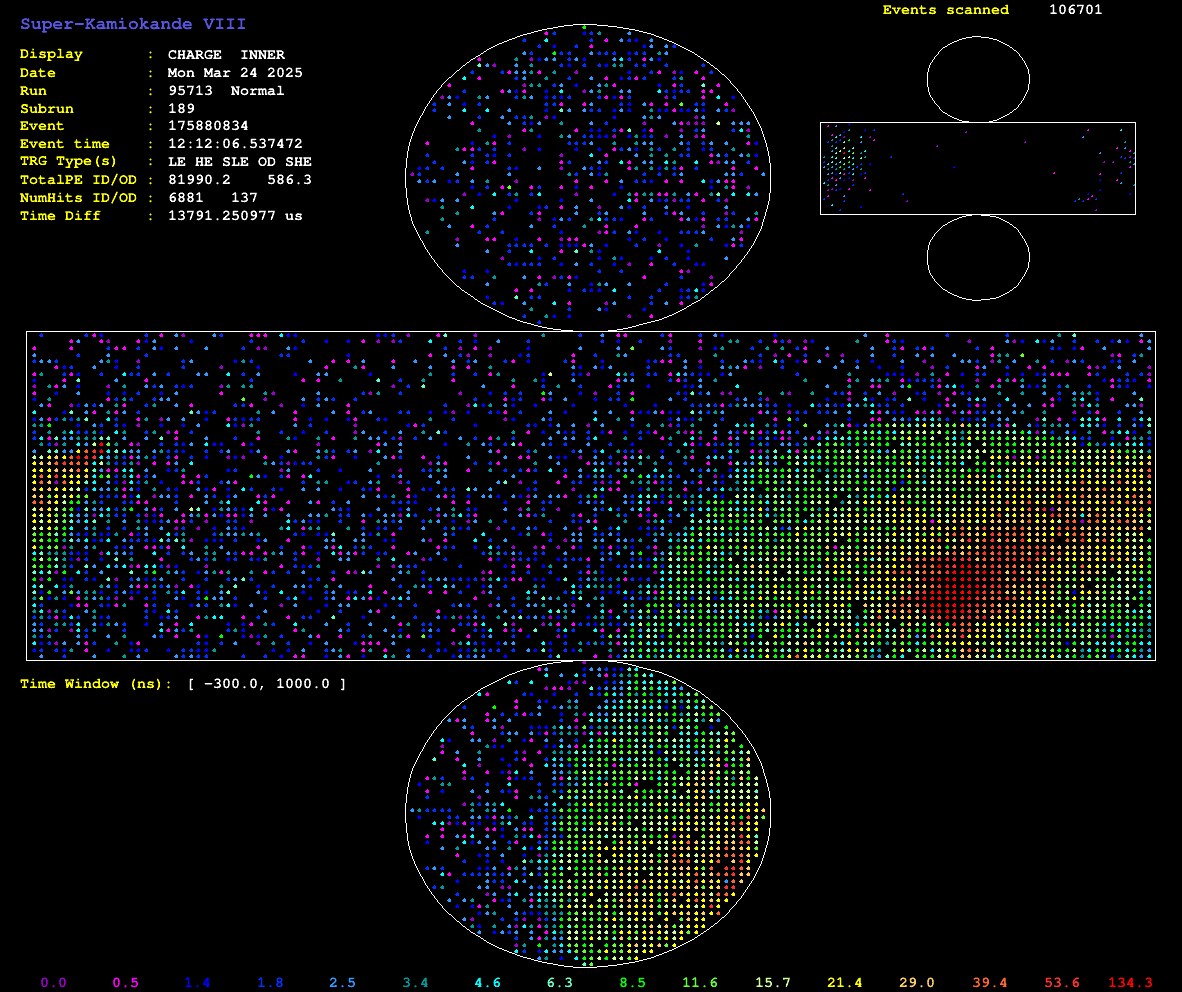 Super-Kamiokande VIII
Events scanned 106701
Display : CHARGE INNER
Date : Mon Mar 24 2025
Run : 95713 Normal
Subrun : 189
Event : 175880834
Event time : 12:12:06.537472
TRG Type(s) : LE HE SLE OD SHE
TotalPE ID/OD : 81990.2 586.3
NumHits ID/OD : 6881 137
Time Diff : 13791.250977 us
Time Window (ns): [ -300.0, 1000.0 ]
0.0 0.5 1.4 1.8 2.5 3.4 4.6 6.3 8.5 11.6 15.7 21.4 29.0 39.4 53.6 134.3